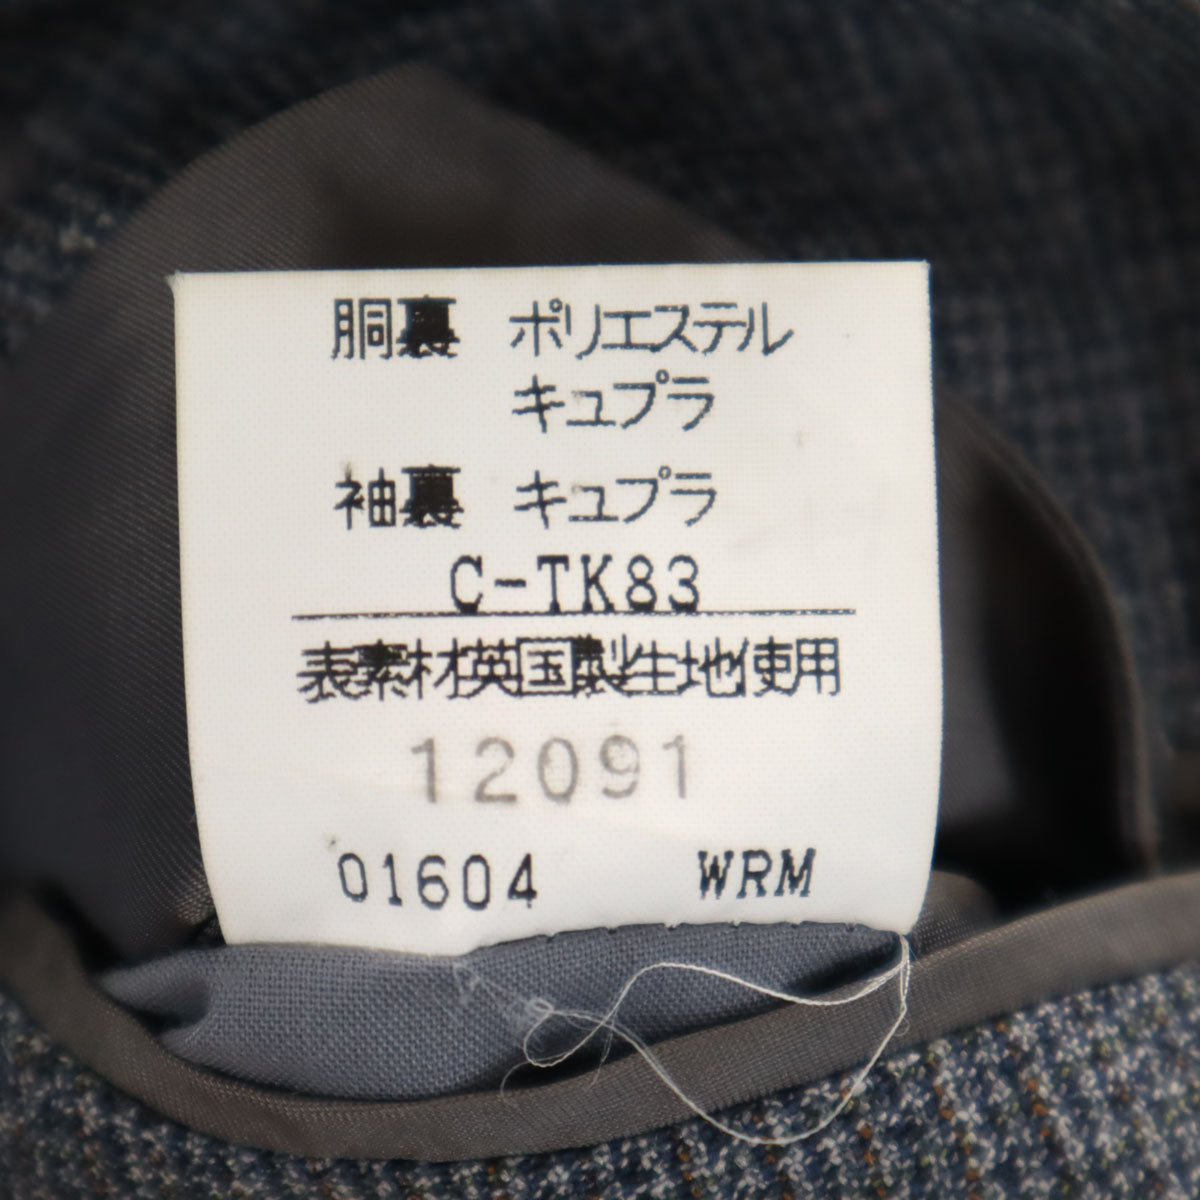 胴裏 ポリエステル
キュプラ
袖裏 キュプラ
C-TK83
表素材英国製生地使用
12091
01604 WRM